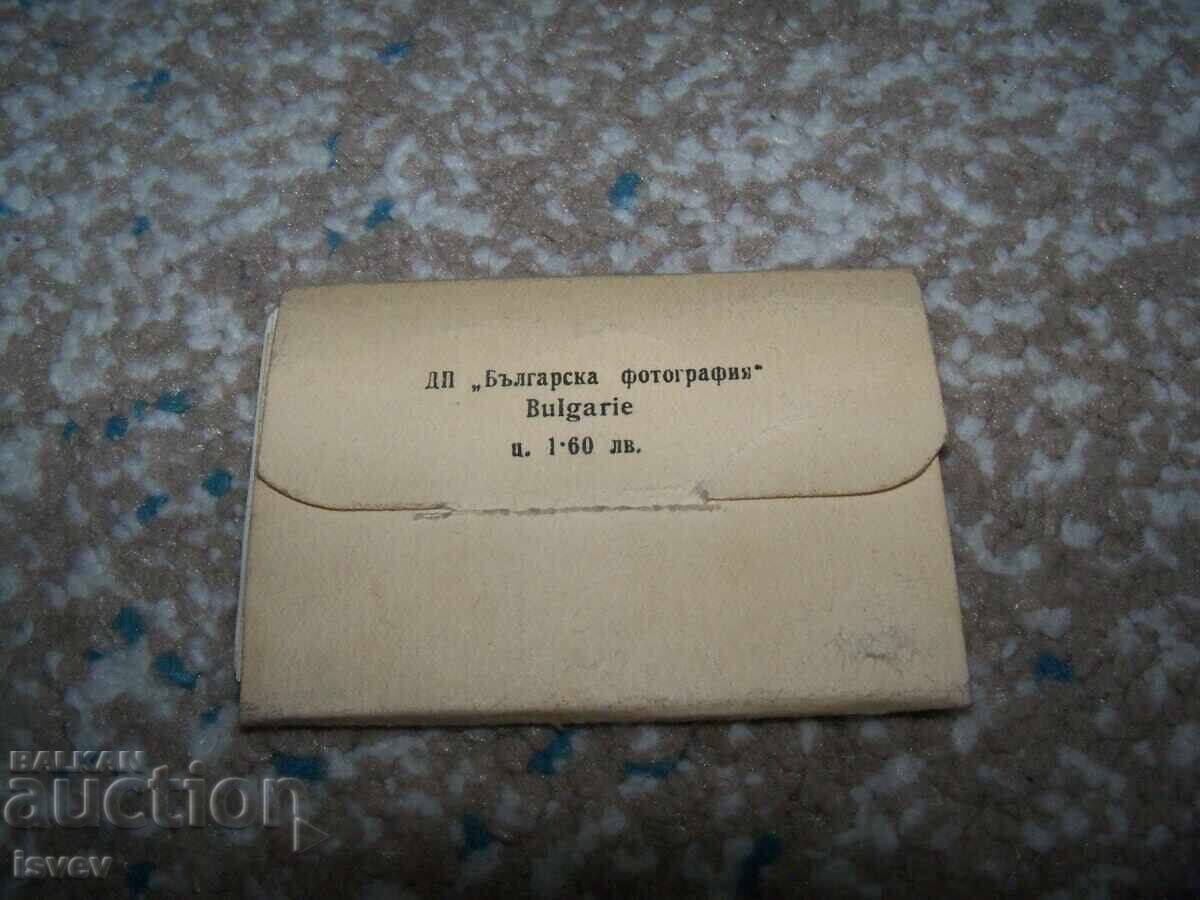 ДП „Българска фотография“
Bulgarie
ц. 1·60 лв.
BALKAN
auction
isvev